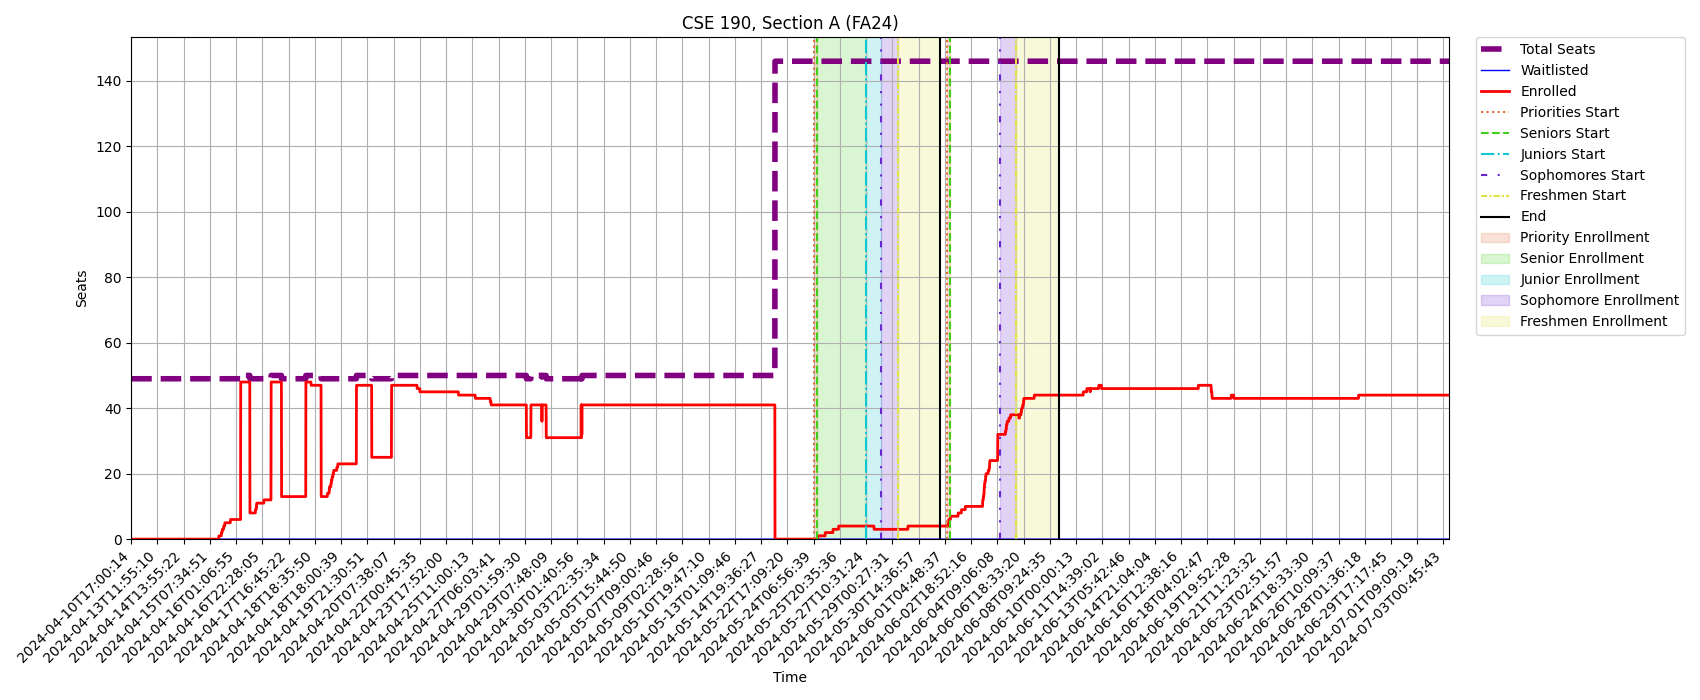 CSE 190, Section A (FA24)
Seats
140
120
100
80
60
40
20
0
2024-04-10T17:00:14
2024-04-13T11:55:10
2024-04-14T13:55:22
2024-04-15T07:34:51
2024-04-16T01:06:55
2024-04-16T22:28:05
2024-04-17T16:45:22
2024-04-18T18:35:50
2024-04-18T18:00:39
2024-04-19T21:30:51
2024-04-20T07:38:07
2024-04-22T00:45:35
2024-04-23T17:52:00
2024-04-25T11:00:13
2024-04-27T06:03:41
2024-04-29T01:59:30
2024-04-29T07:48:09
2024-04-30T01:40:56
2024-05-03T22:35:34
2024-05-05T15:44:50
2024-05-07T09:00:46
2024-05-09T02:28:56
2024-05-10T19:47:10
2024-05-13T01:09:46
2024-05-14T19:36:27
2024-05-22T17:09:20
2024-05-24T06:56:39
2024-05-25T20:35:36
2024-05-27T10:31:24
2024-05-29T00:27:31
2024-05-30T14:36:57
2024-06-01T04:48:37
2024-06-02T18:52:16
2024-06-04T09:06:08
2024-06-06T18:33:20
2024-06-08T09:24:35
2024-06-10T00:00:13
2024-06-11T14:39:02
2024-06-13T05:42:46
2024-06-14T21:04:04
2024-06-16T12:38:16
2024-06-18T04:02:47
2024-06-19T19:52:28
2024-06-21T11:23:32
2024-06-23T02:51:57
2024-06-24T18:33:30
2024-06-26T10:09:37
2024-06-28T01:36:18
2024-06-29T17:17:45
2024-07-01T09:09:19
2024-07-03T00:45:43
Time
Total Seats
Waitlisted
Enrolled
Priorities Start
Seniors Start
Juniors Start
Sophomores Start
Freshmen Start
End
Priority Enrollment
Senior Enrollment
Junior Enrollment
Sophomore Enrollment
Freshmen Enrollment